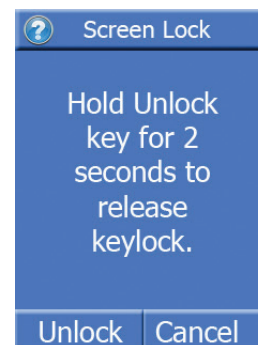 Screen Lock
Hold Unlock
key for 2
seconds to
release
keylock.
Unlock Cancel